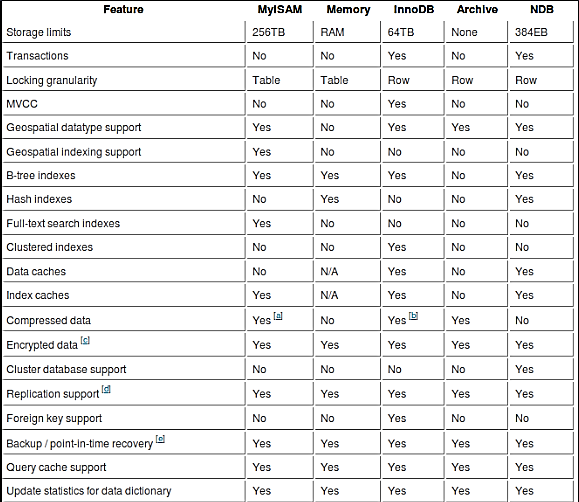 Feature MyISAM Memory InnoDB Archive NDB
Storage limits 256TB RAM 64TB None 384EB
Transactions No No Yes No Yes
Locking granularity Table Table Row Row Row
MVCC No No Yes No No
Geospatial datatype support Yes No Yes Yes Yes
Geospatial indexing support Yes No No No No
B-tree indexes Yes Yes Yes No Yes
Hash indexes No Yes No No Yes
Full-text search indexes Yes No No No No
Clustered indexes No No Yes No No
Data caches No N/A Yes No Yes
Index caches Yes N/A Yes No Yes
Compressed data Yes [a] No Yes [b] Yes No
Encrypted data [c] Yes Yes Yes Yes Yes
Cluster database support No No No No Yes
Replication support [d] Yes Yes Yes Yes Yes
Foreign key support No No Yes No No
Backup / point-in-time recovery [e] Yes Yes Yes Yes Yes
Query cache support Yes Yes Yes Yes Yes
Update statistics for data dictionary Yes Yes Yes Yes Yes